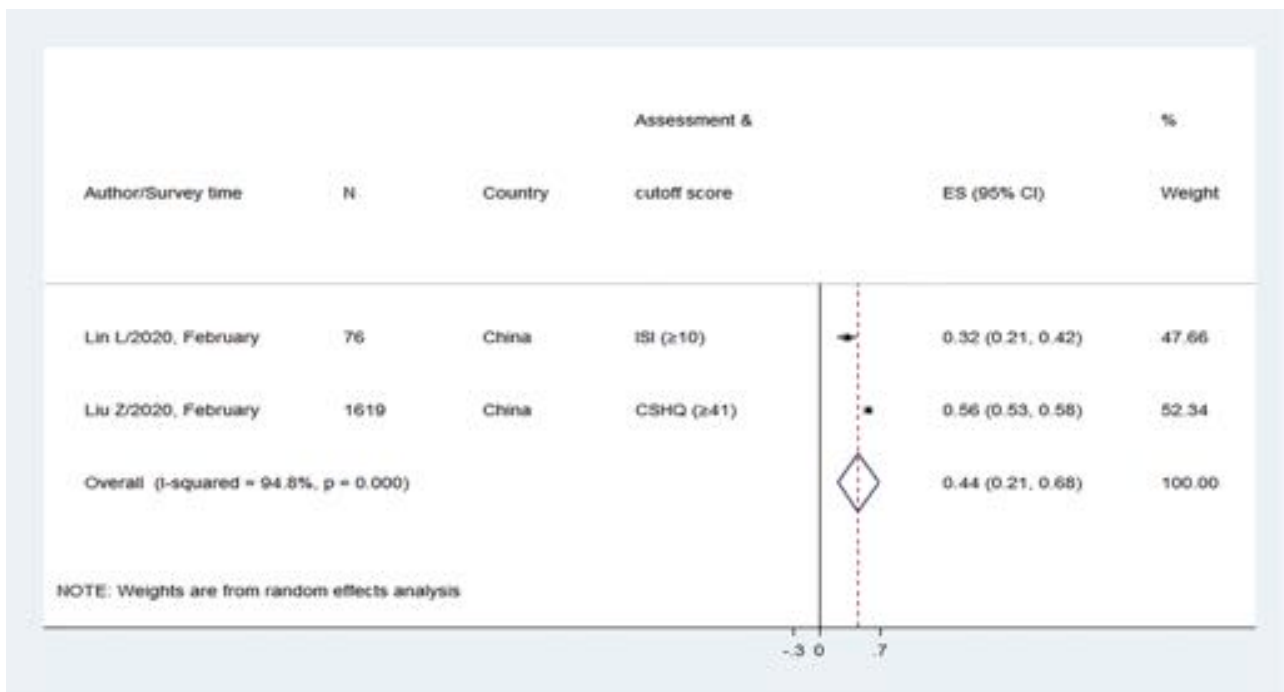 Assessment & %
Author/Survey time N Country cutoff score ES (95% CI) Weight
Lin L/2020, February 76 China ISI (≥10) 0.32 (0.21, 0.42) 47.66
Liu Z/2020, February 1619 China CSHQ (≥41) 0.56 (0.53, 0.58) 52.34
Overall (I-squared = 94.8%, p = 0.000) 0.44 (0.21, 0.68) 100.00
NOTE: Weights are from random effects analysis
-.3 0 .7